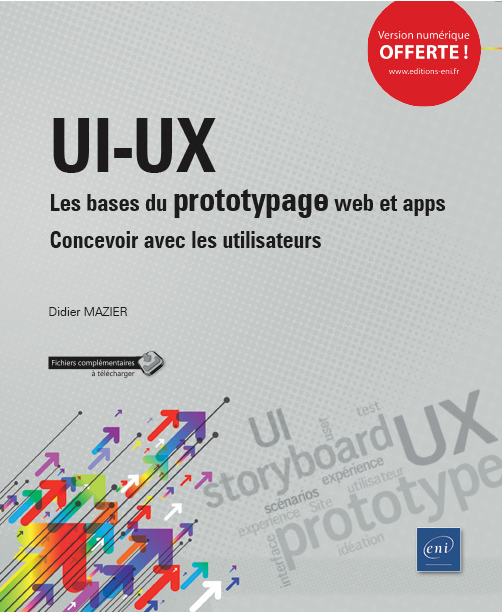 Version numérique
OFFERTE !
www.editions-eni.fr
UI-UX
Les bases du prototypage web et apps
Concevoir avec les utilisateurs
Didier MAZIER
Fichiers complémentaires
à télécharger
UI
user
test
UX
storyboard
expérience
scénarios
utilisateur
experience
Site
prototype
interface
idéation
eni